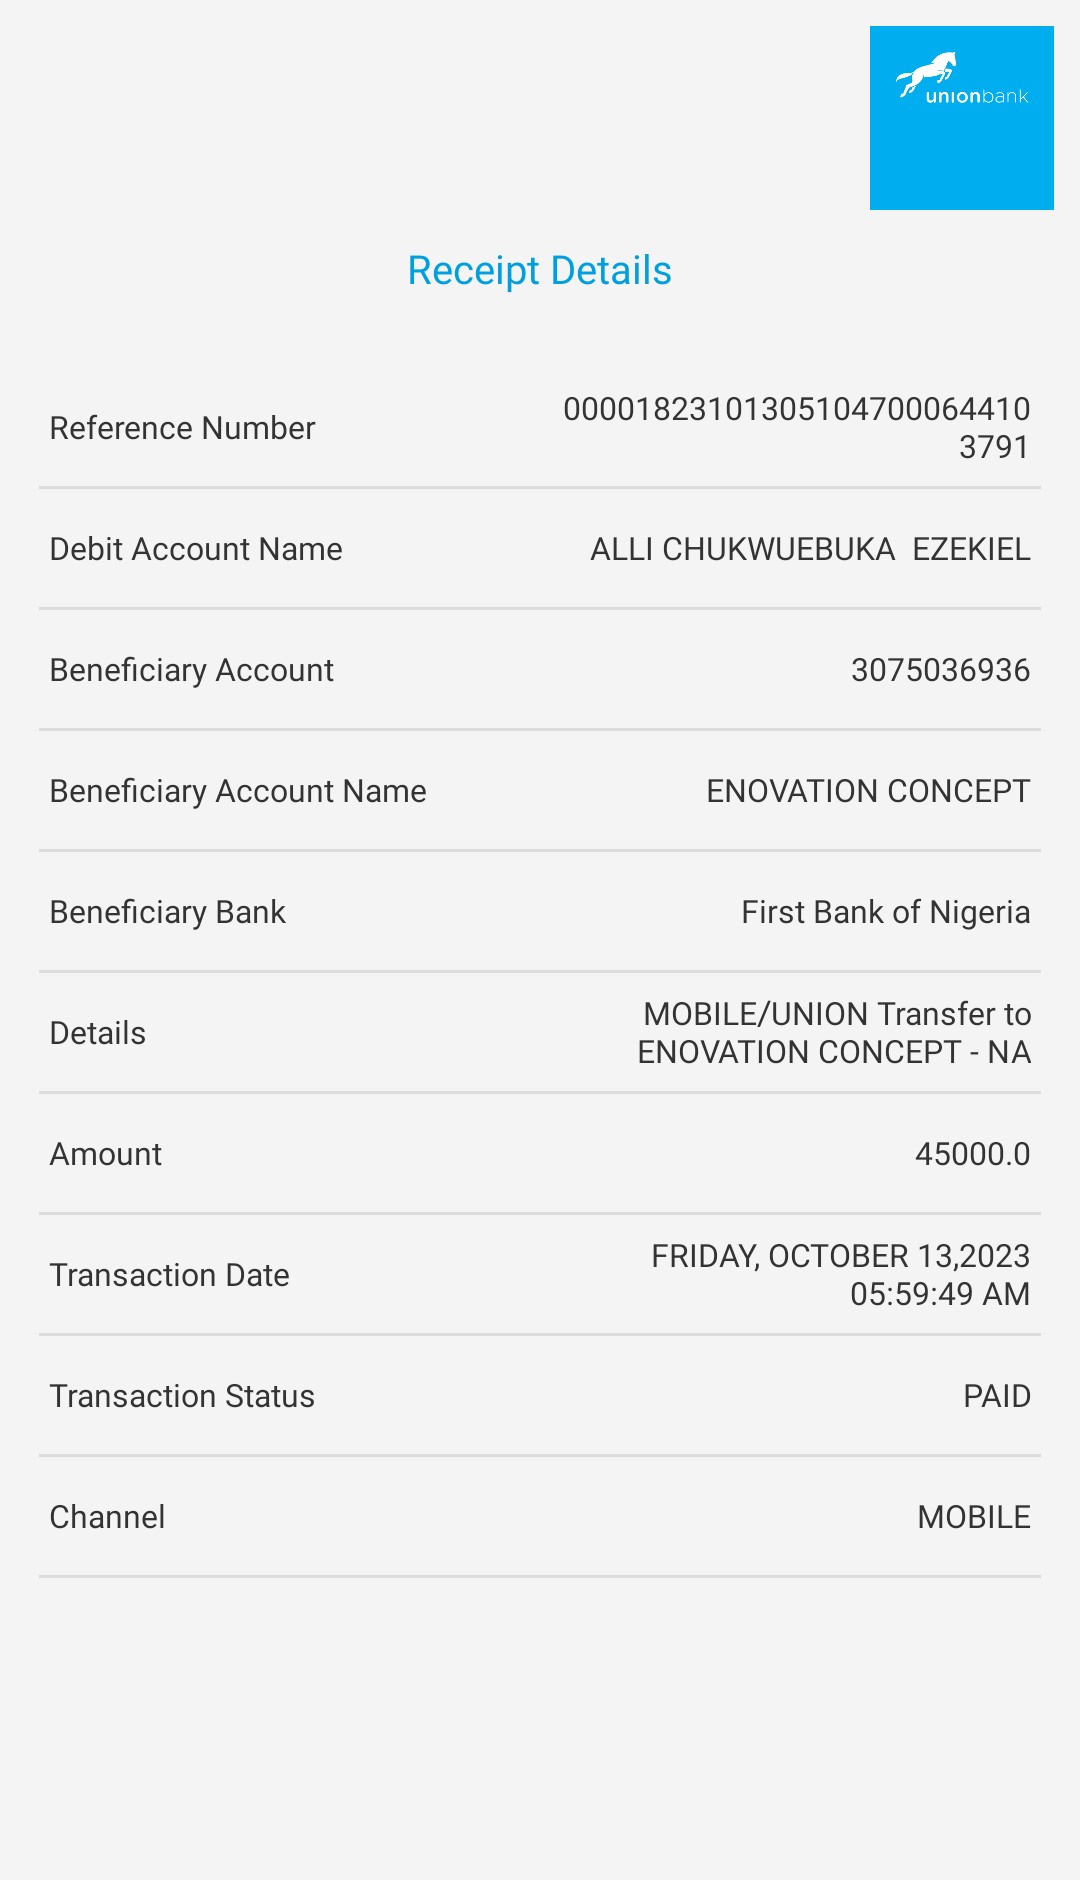 unionbank
Receipt Details
Reference Number
00001823101305104700064410
3791
Debit Account Name
ALLI CHUKWUEBUKA  EZEKIEL
Beneficiary Account
3075036936
Beneficiary Account Name
ENOVATION CONCEPT
Beneficiary Bank
First Bank of Nigeria
Details
MOBILE/UNION Transfer to
ENOVATION CONCEPT - NA
Amount
45000.0
Transaction Date
FRIDAY, OCTOBER 13,2023
05:59:49 AM
Transaction Status
PAID
Channel
MOBILE